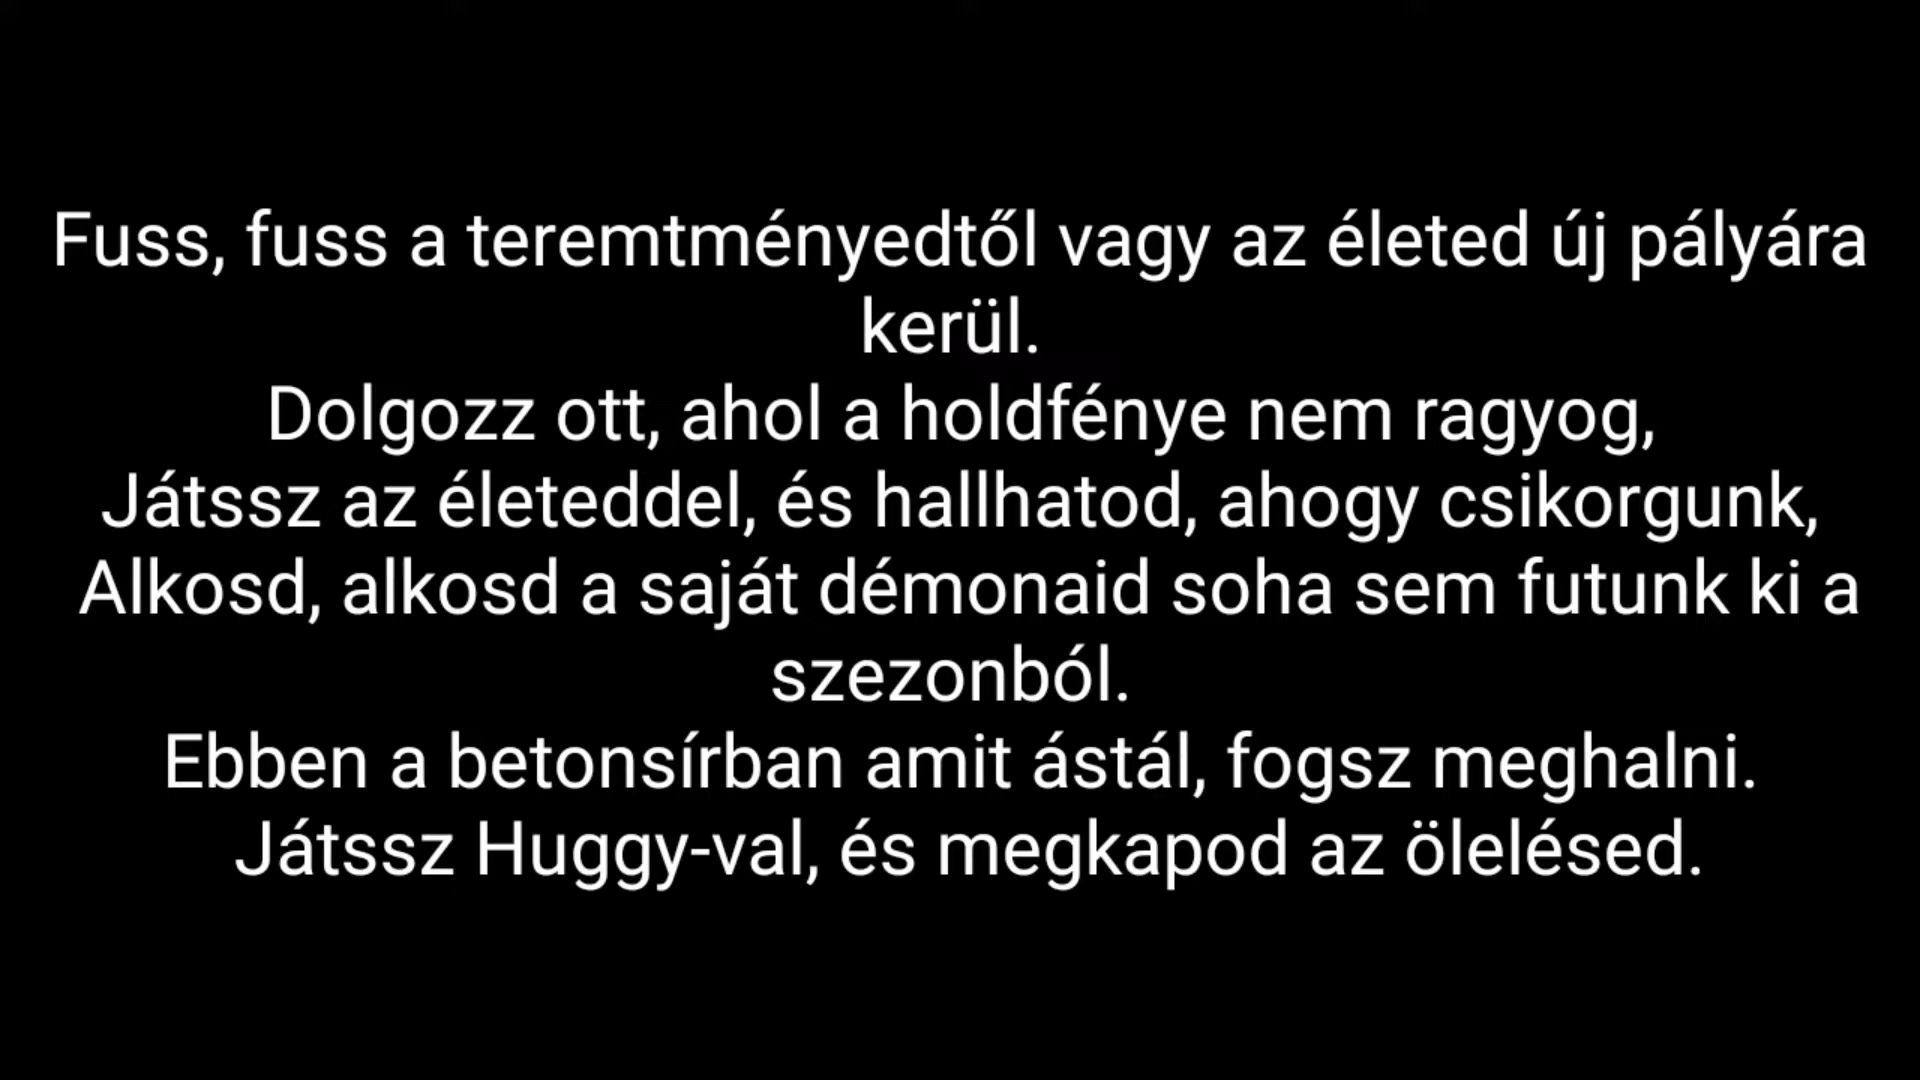 Fuss, fuss a teremtményedtől vagy az életed új pályára
kerül.
Dolgozz ott, ahol a holdfénye nem ragyog,
Játssz az életeddel, és hallhatod, ahogy csikorgunk,
Alkosd, alkosd a saját démonaid soha sem futunk ki a
szezonból.
Ebben a betonsírban amit ástál, fogsz meghalni.
Játssz Huggy-val, és megkapod az ölelésed.